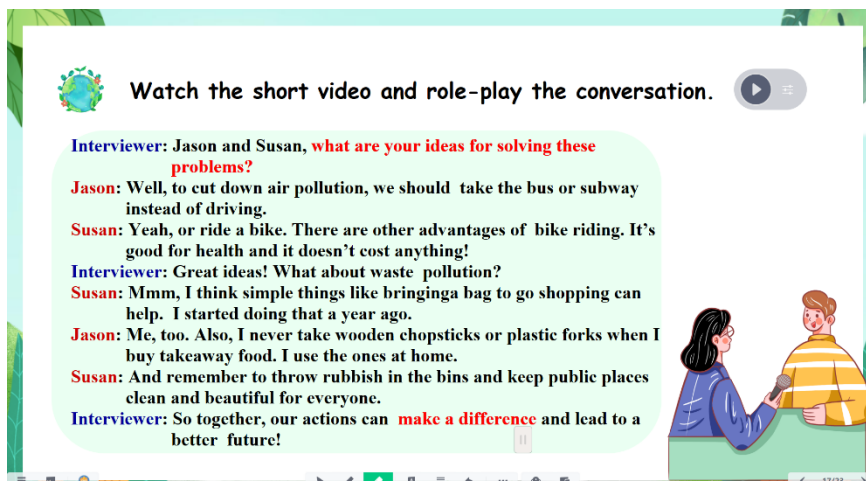 Watch the short video and role-play the conversation.
Interviewer: Jason and Susan, what are your ideas for solving these
problems?
Jason: Well, to cut down air pollution, we should take the bus or subway
instead of driving.
Susan: Yeah, or ride a bike. There are other advantages of bike riding. It's
good for health and it doesn't cost anything!
Interviewer: Great ideas! What about waste pollution?
Susan: Mmm, I think simple things like bringinga bag to go shopping can
help. I started doing that a year ago.
Jason: Me, too. Also, I never take wooden chopsticks or plastic forks when I
buy takeaway food. I use the ones at home.
Susan: And remember to throw rubbish in the bins and keep public places
clean and beautiful for everyone.
Interviewer: So together, our actions can make a difference and lead to a
better future!